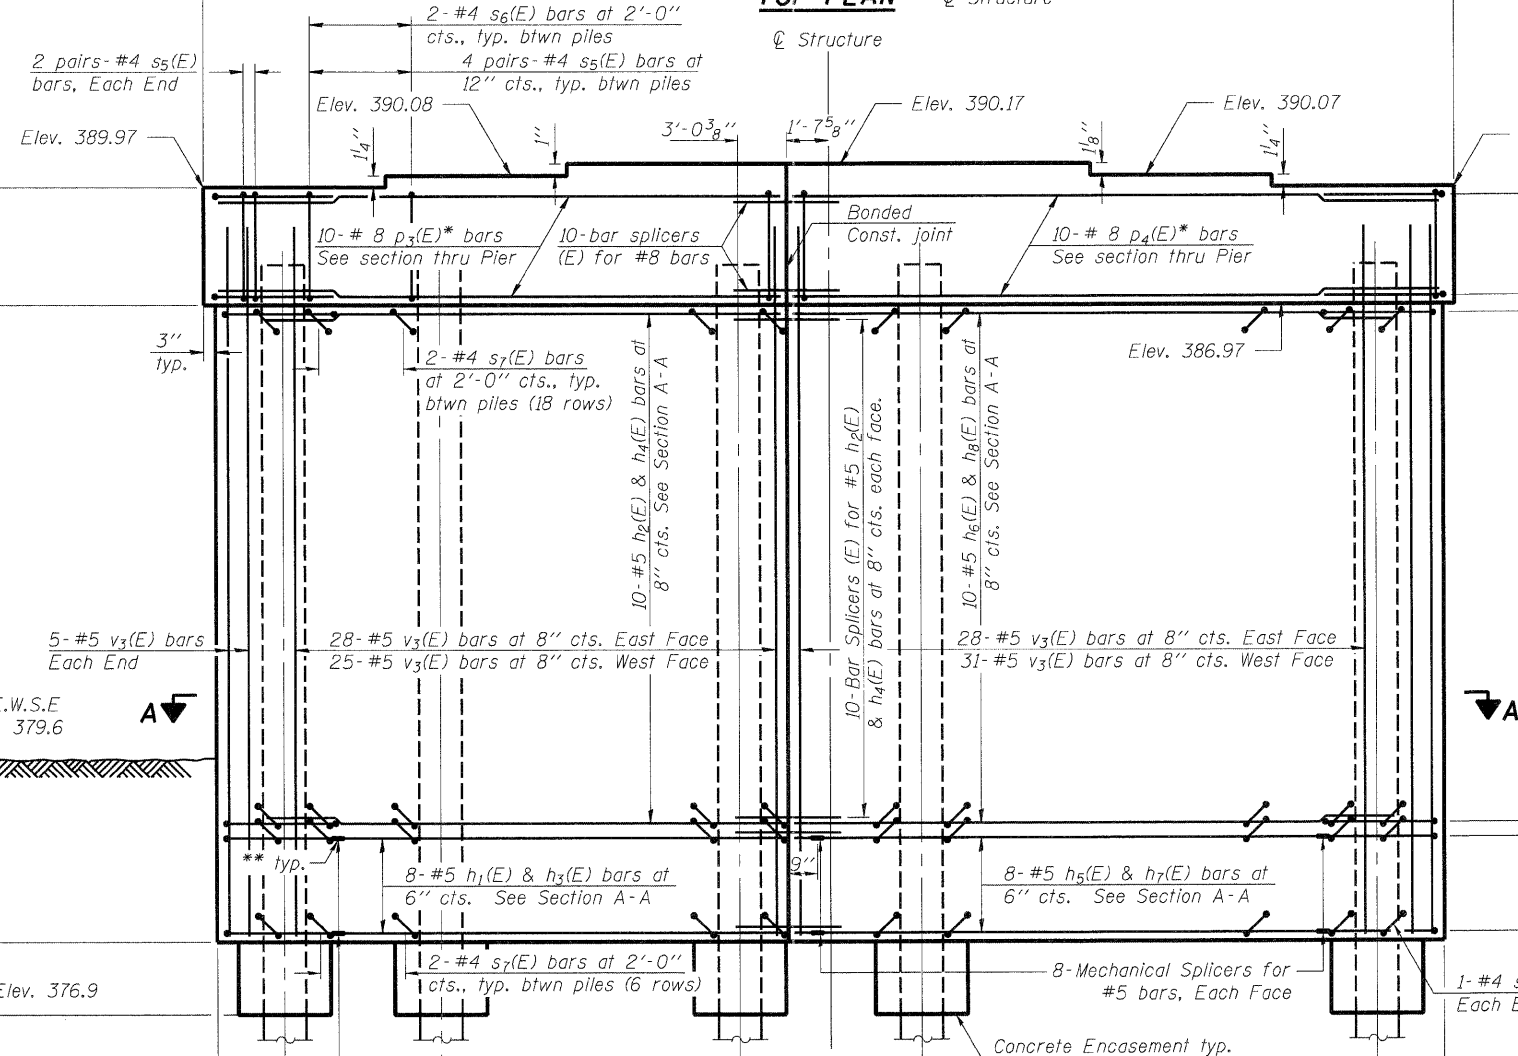 TOP PLAN
℄ Structure
2-#4 s6(E) bars at 2'-0"
cts., typ. btwn piles
℄ Structure
2 pairs-#4 s5(E)
bars, Each End
4 pairs-#4 s5(E) bars at
12" cts., typ. btwn piles
Elev. 390.08
Elev. 390.17
Elev. 390.07
Elev. 389.97
1¼"
1"
3'-0⅜"
1'-7⅝"
1⅛"
1¼"
10-# 8 p3(E)* bars
See section thru Pier
10-bar splicers
(E) for #8 bars
Bonded
Const. joint
10-# 8 p4(E)* bars
See section thru Pier
3"
typ.
2-#4 s7(E) bars
at 2'-0" cts., typ.
btwn piles (18 rows)
Elev. 386.97
10-#5 h2(E) & h4(E) bars at
8" cts. See Section A-A
10-Bar Splicers (E) for #5 h2(E)
& h4(E) bars at 8" cts. each face.
10-#5 h6(E) & h8(E) bars at
8" cts. See Section A-A
5-#5 v3(E) bars
Each End
28-#5 v3(E) bars at 8" cts. East Face
25-#5 v3(E) bars at 8" cts. West Face
28-#5 v3(E) bars at 8" cts. East Face
31-#5 v3(E) bars at 8" cts. West Face
.W.S.E
379.6
A
A
** typ.
8-#5 h1(E) & h3(E) bars at
6" cts. See Section A-A
9"
8-#5 h5(E) & h7(E) bars at
6" cts. See Section A-A
2-#4 s7(E) bars at 2'-0"
cts., typ. btwn piles (6 rows)
8-Mechanical Splicers for
#5 bars, Each Face
1-#4 s
Each E
Elev. 376.9
Concrete Encasement typ.